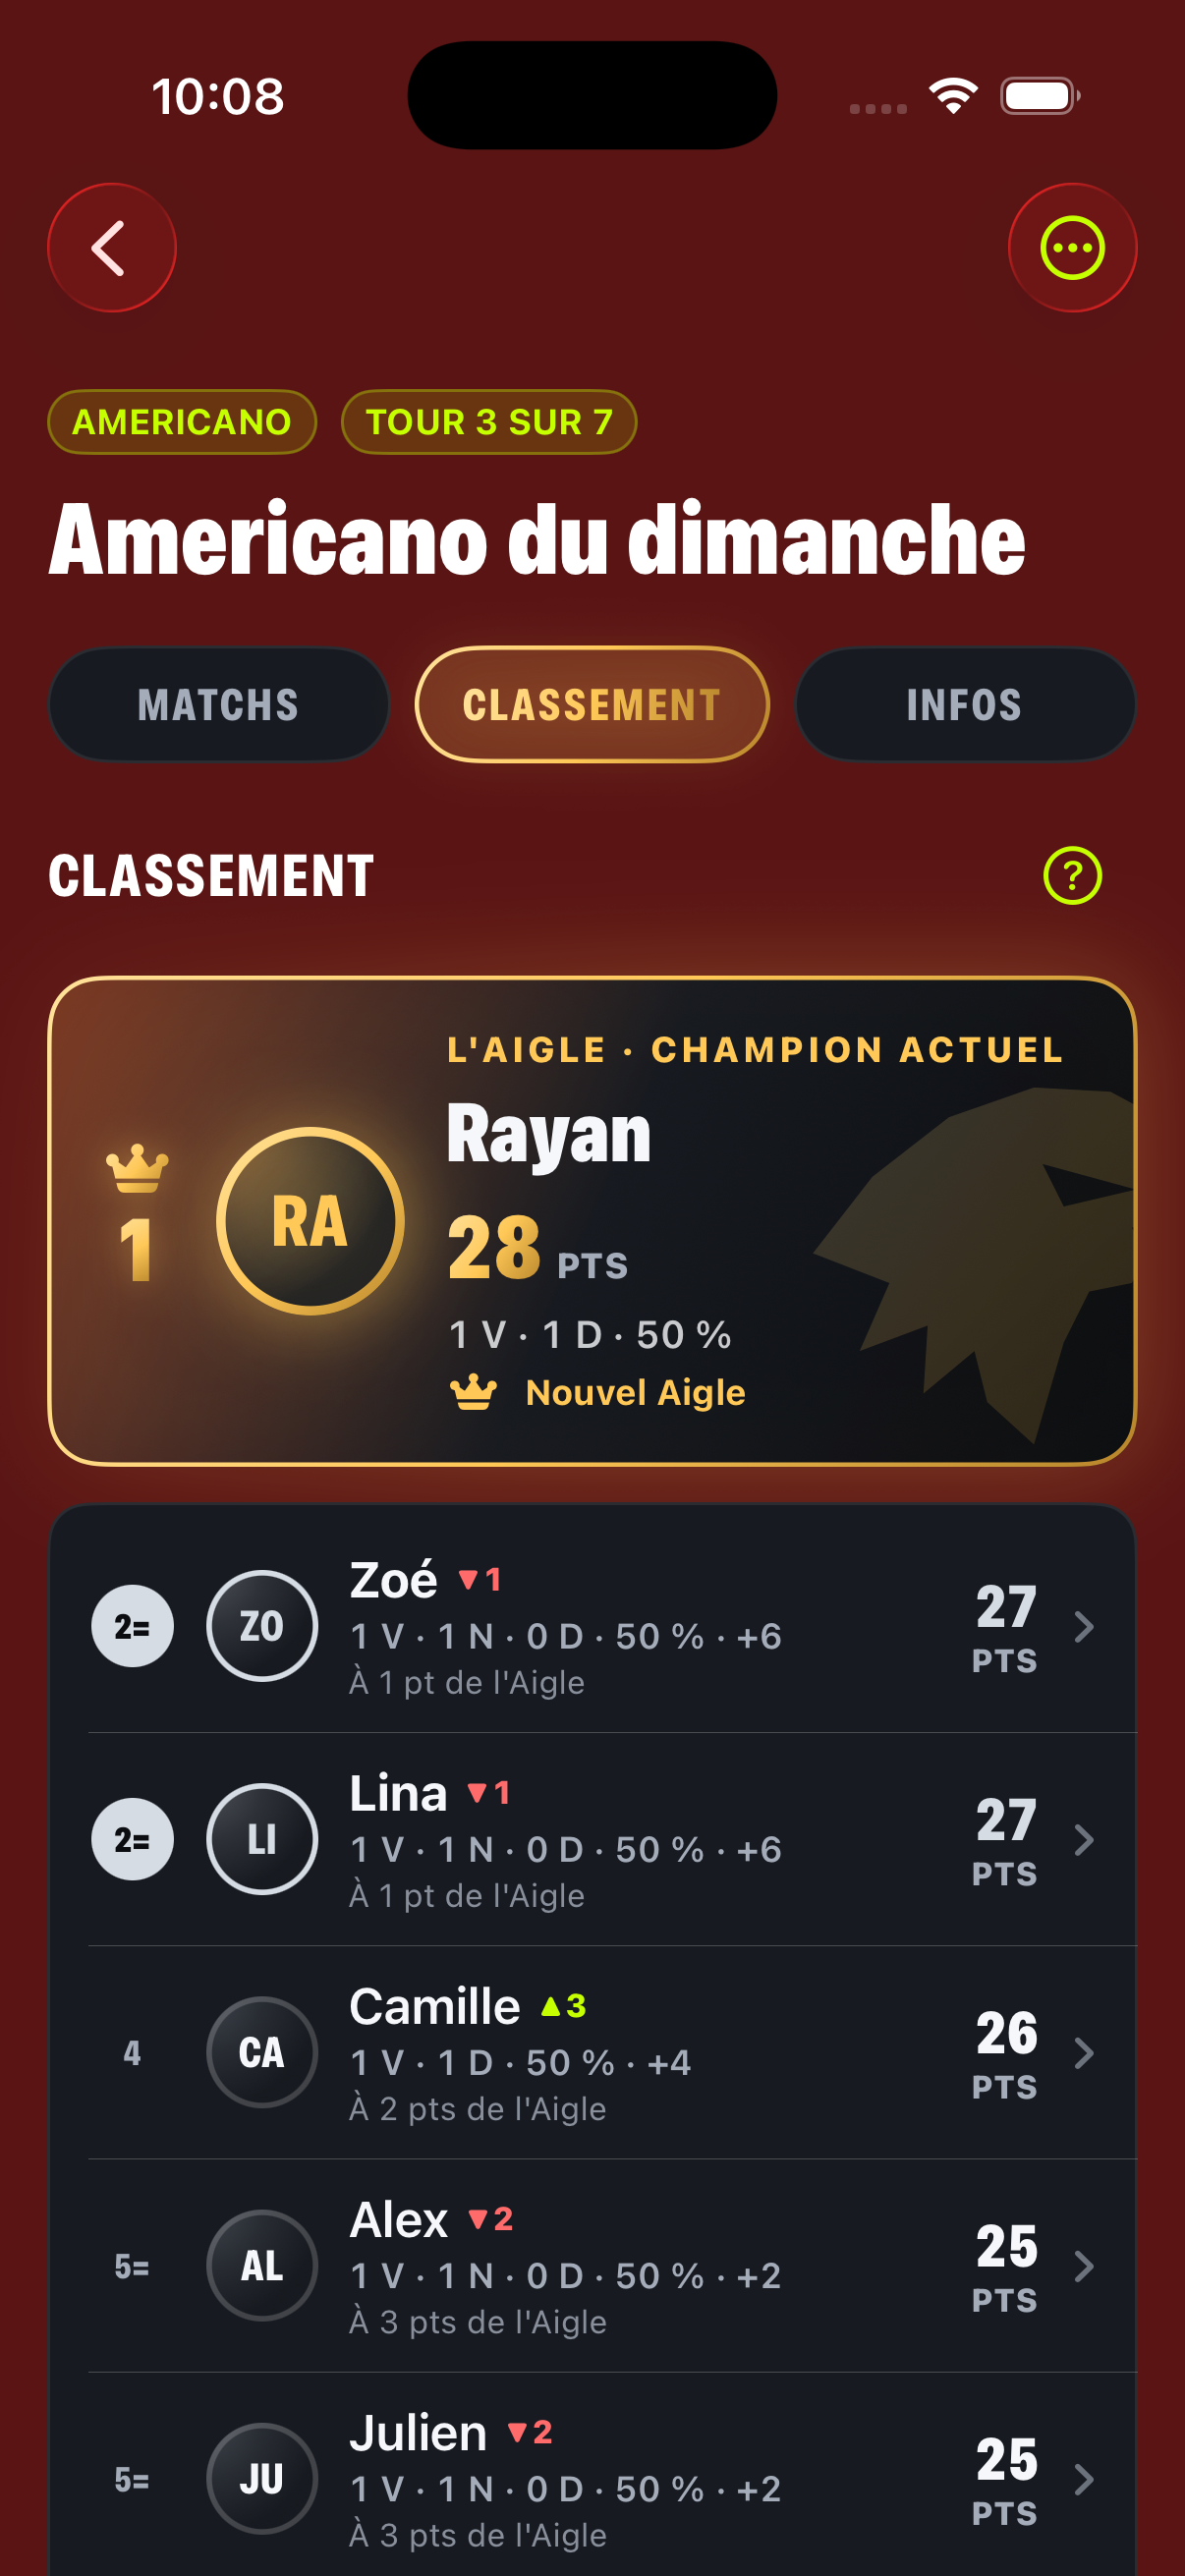 10:08
AMERICANO
TOUR 3 SUR 7
Americano du dimanche
MATCHS
CLASSEMENT
INFOS
CLASSEMENT
?
L'AIGLE · CHAMPION ACTUEL
1
RA
Rayan
28 PTS
1 V · 1 D · 50 %
Nouvel Aigle
2=
ZO
Zoé ▼1
1 V · 1 N · 0 D · 50 % · +6
À 1 pt de l'Aigle
27
PTS
2=
LI
Lina ▼1
1 V · 1 N · 0 D · 50 % · +6
À 1 pt de l'Aigle
27
PTS
4
CA
Camille ▲3
1 V · 1 D · 50 % · +4
À 2 pts de l'Aigle
26
PTS
5=
AL
Alex ▼2
1 V · 1 N · 0 D · 50 % · +2
À 3 pts de l'Aigle
25
PTS
5=
JU
Julien ▼2
1 V · 1 N · 0 D · 50 % · +2
À 3 pts de l'Aigle
25
PTS